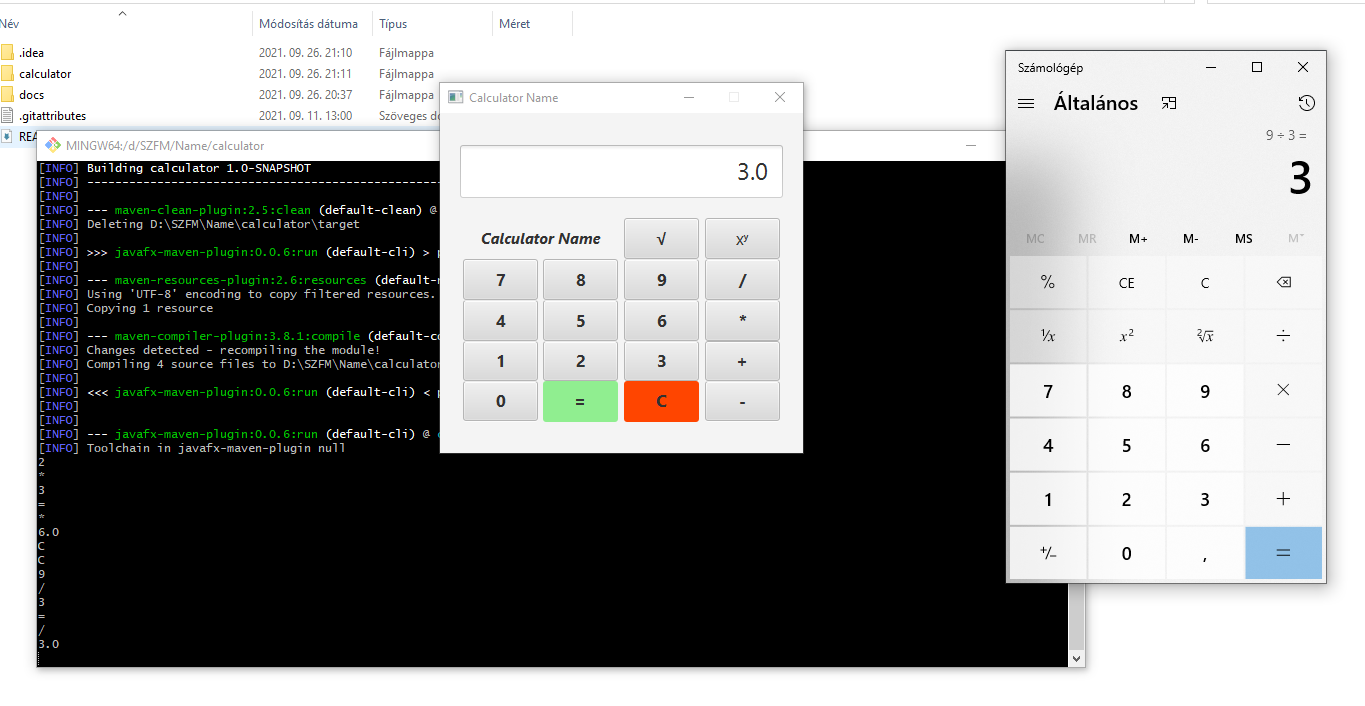 Név Módosítás dátuma Típus Méret
.idea 2021. 09. 26. 21:10 Fájlmappa
calculator 2021. 09. 26. 21:11 Fájlmappa
docs 2021. 09. 26. 20:37 Fájlmappa
.gitattributes 2021. 09. 11. 13:00 Szöveges do
REA
MINGW64:/d/SZFM/Name/calculator
[INFO] Building calculator 1.0-SNAPSHOT
[INFO] --------------------------------------------------
[INFO]
[INFO] --- maven-clean-plugin:2.5:clean (default-clean) @
[INFO] Deleting D:\SZFM\Name\calculator\target
[INFO]
[INFO] >>> javafx-maven-plugin:0.0.6:run (default-cli) > p
[INFO]
[INFO] --- maven-resources-plugin:2.6:resources (default-r
[INFO] Using 'UTF-8' encoding to copy filtered resources.
[INFO] Copying 1 resource
[INFO]
[INFO] --- maven-compiler-plugin:3.8.1:compile (default-co
[INFO] Changes detected - recompiling the module!
[INFO] Compiling 4 source files to D:\SZFM\Name\calculator
[INFO]
[INFO] <<< javafx-maven-plugin:0.0.6:run (default-cli) < p
[INFO]
[INFO]
[INFO] --- javafx-maven-plugin:0.0.6:run (default-cli) @ c
[INFO] Toolchain in javafx-maven-plugin null
2
*
3
=
*
6.0
C
C
9
/
3
=
/
3.0
Calculator Name
3.0
Calculator Name √ xʸ
7 8 9 /
4 5 6 *
1 2 3 +
0 = C -
Számológép
Általános
9 ÷ 3 =
3
MC MR M+ M- MS M˅
% CE C
¹/x x² ²√x ÷
7 8 9 ×
4 5 6 −
1 2 3 +
+/− 0 , =